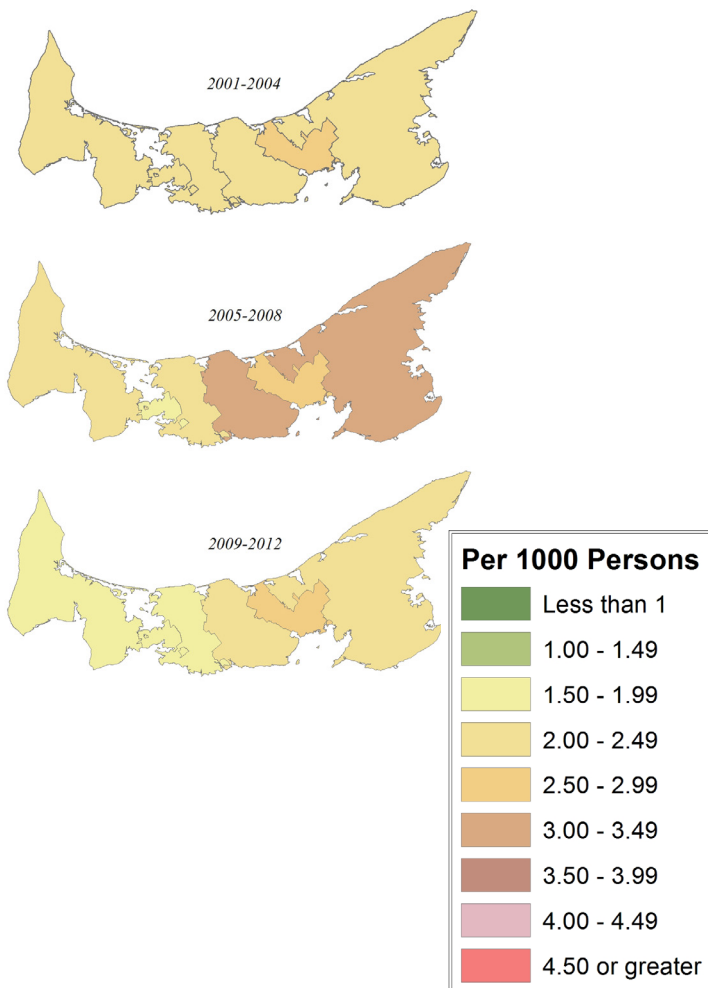 2001-2004
2005-2008
2009-2012
Per 1000 Persons
Less than 1
1.00 - 1.49
1.50 - 1.99
2.00 - 2.49
2.50 - 2.99
3.00 - 3.49
3.50 - 3.99
4.00 - 4.49
4.50 or greater